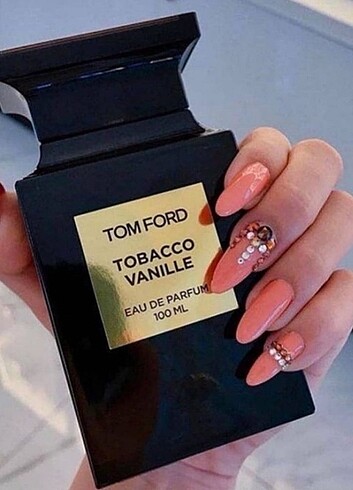 TOM FORD
TOBACCO
VANILLE
EAU DE PARFUM
100 ML